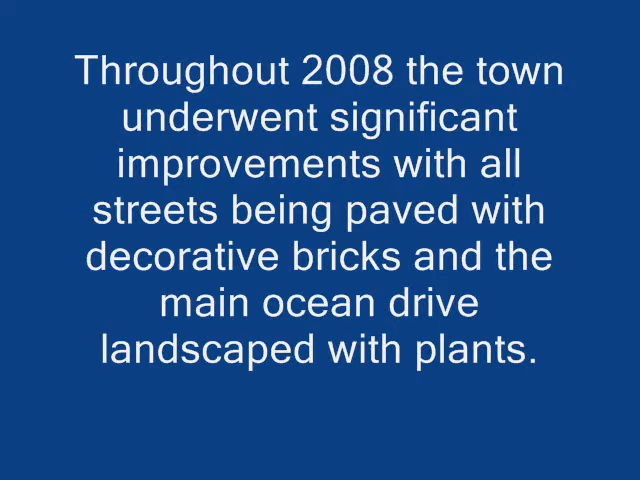 Throughout 2008 the town
underwent significant
improvements with all
streets being paved with
decorative bricks and the
main ocean drive
landscaped with plants.